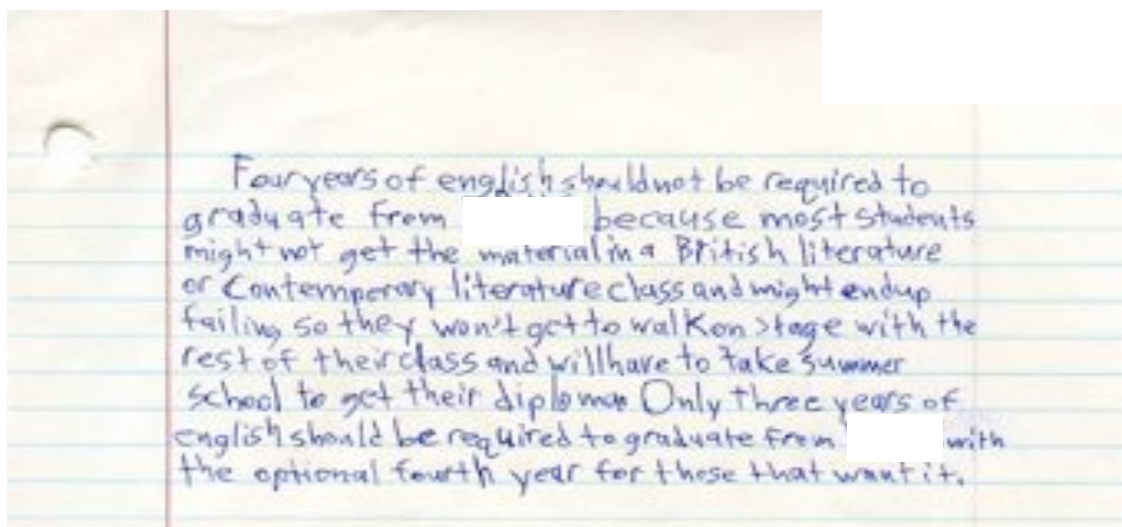 Four years of english should not be required to
graduate from because most students
might not get the material in a British literature
or Contemporary literature class and might end up
failing so they won't get to walk on stage with the
rest of their class and will have to take summer
school to get their diploma Only three years of
english should be required to graduate from with
the optional fourth year for those that want it.